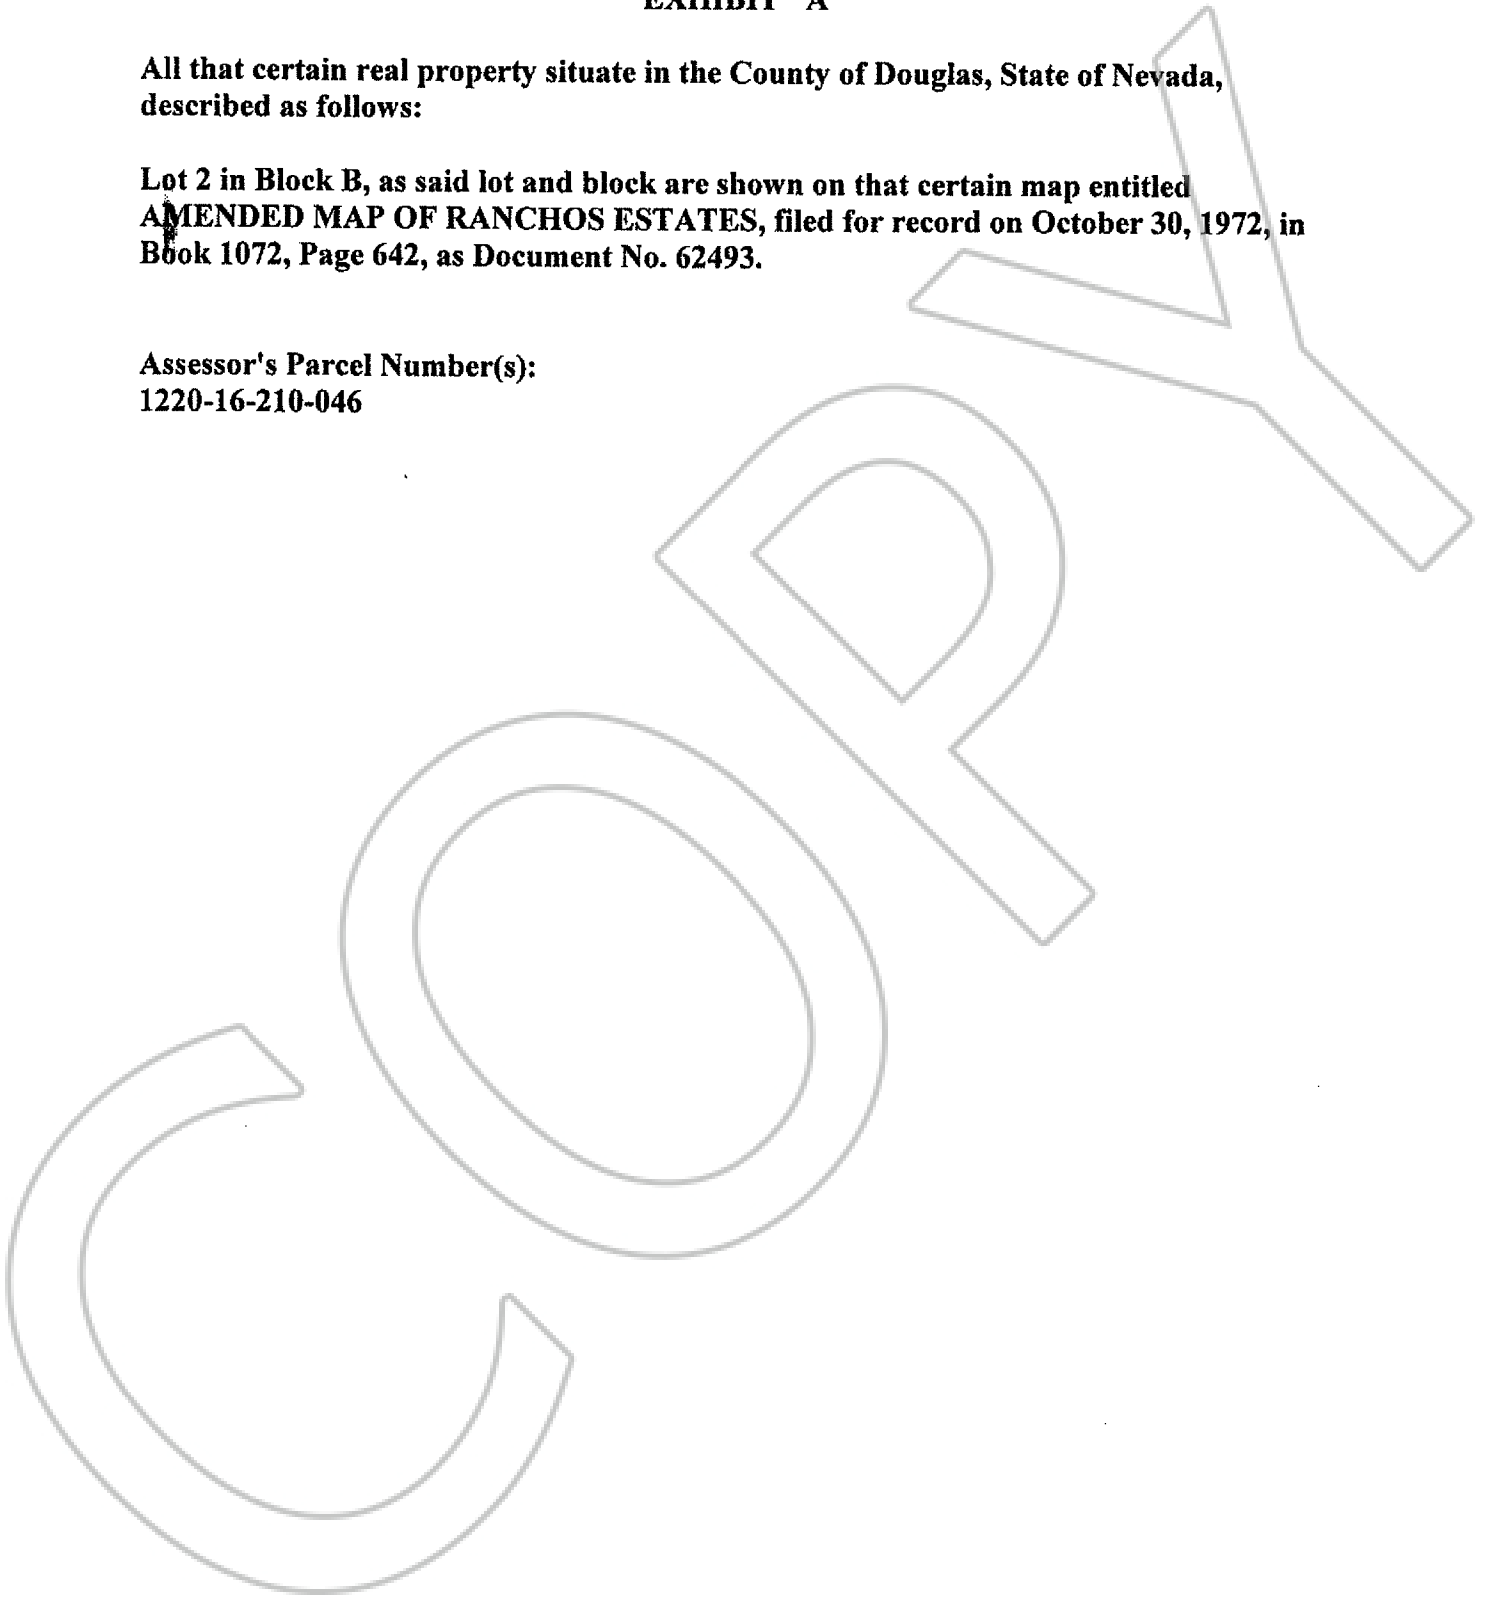 EXHIBIT A
All that certain real property situate in the County of Douglas, State of Nevada,
described as follows:
Lot 2 in Block B, as said lot and block are shown on that certain map entitled
AMENDED MAP OF RANCHOS ESTATES, filed for record on October 30, 1972, in
Book 1072, Page 642, as Document No. 62493.
Assessor's Parcel Number(s):
1220-16-210-046
COPY